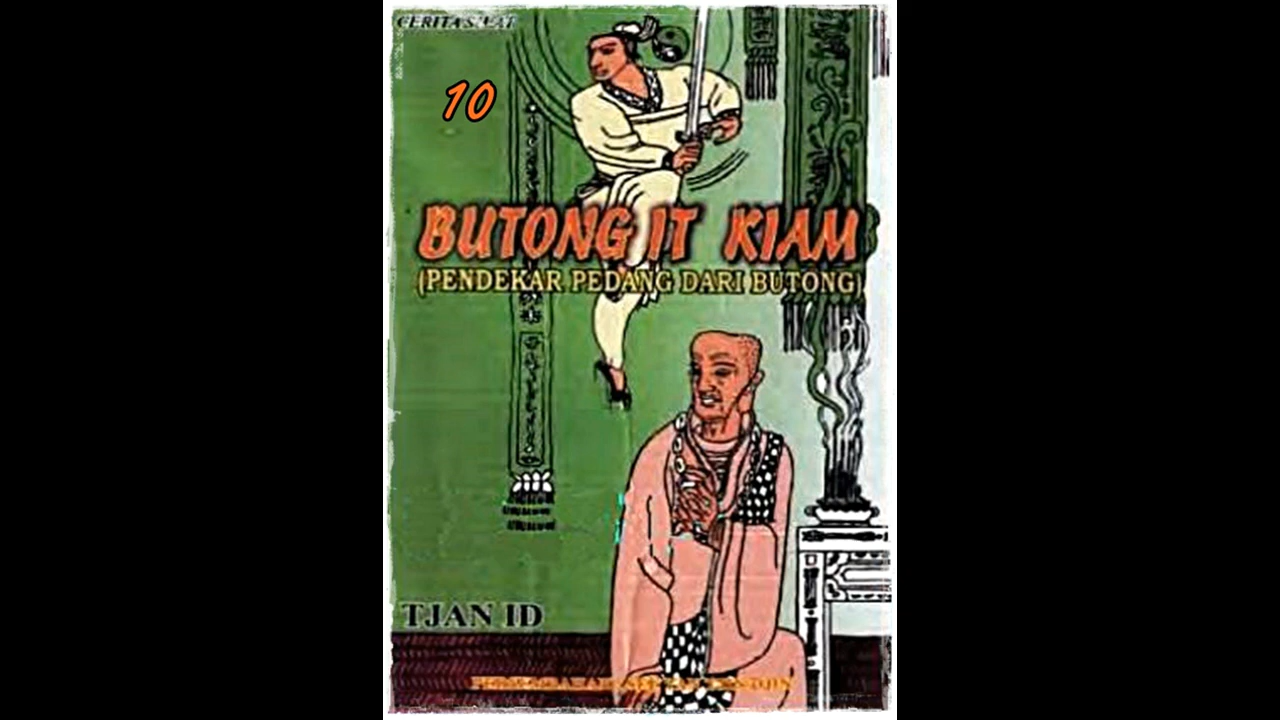 CERITA SILAT
10
BUTONG IT KIAM
(PENDEKAR PEDANG DARI BUTONG)
TJAN ID